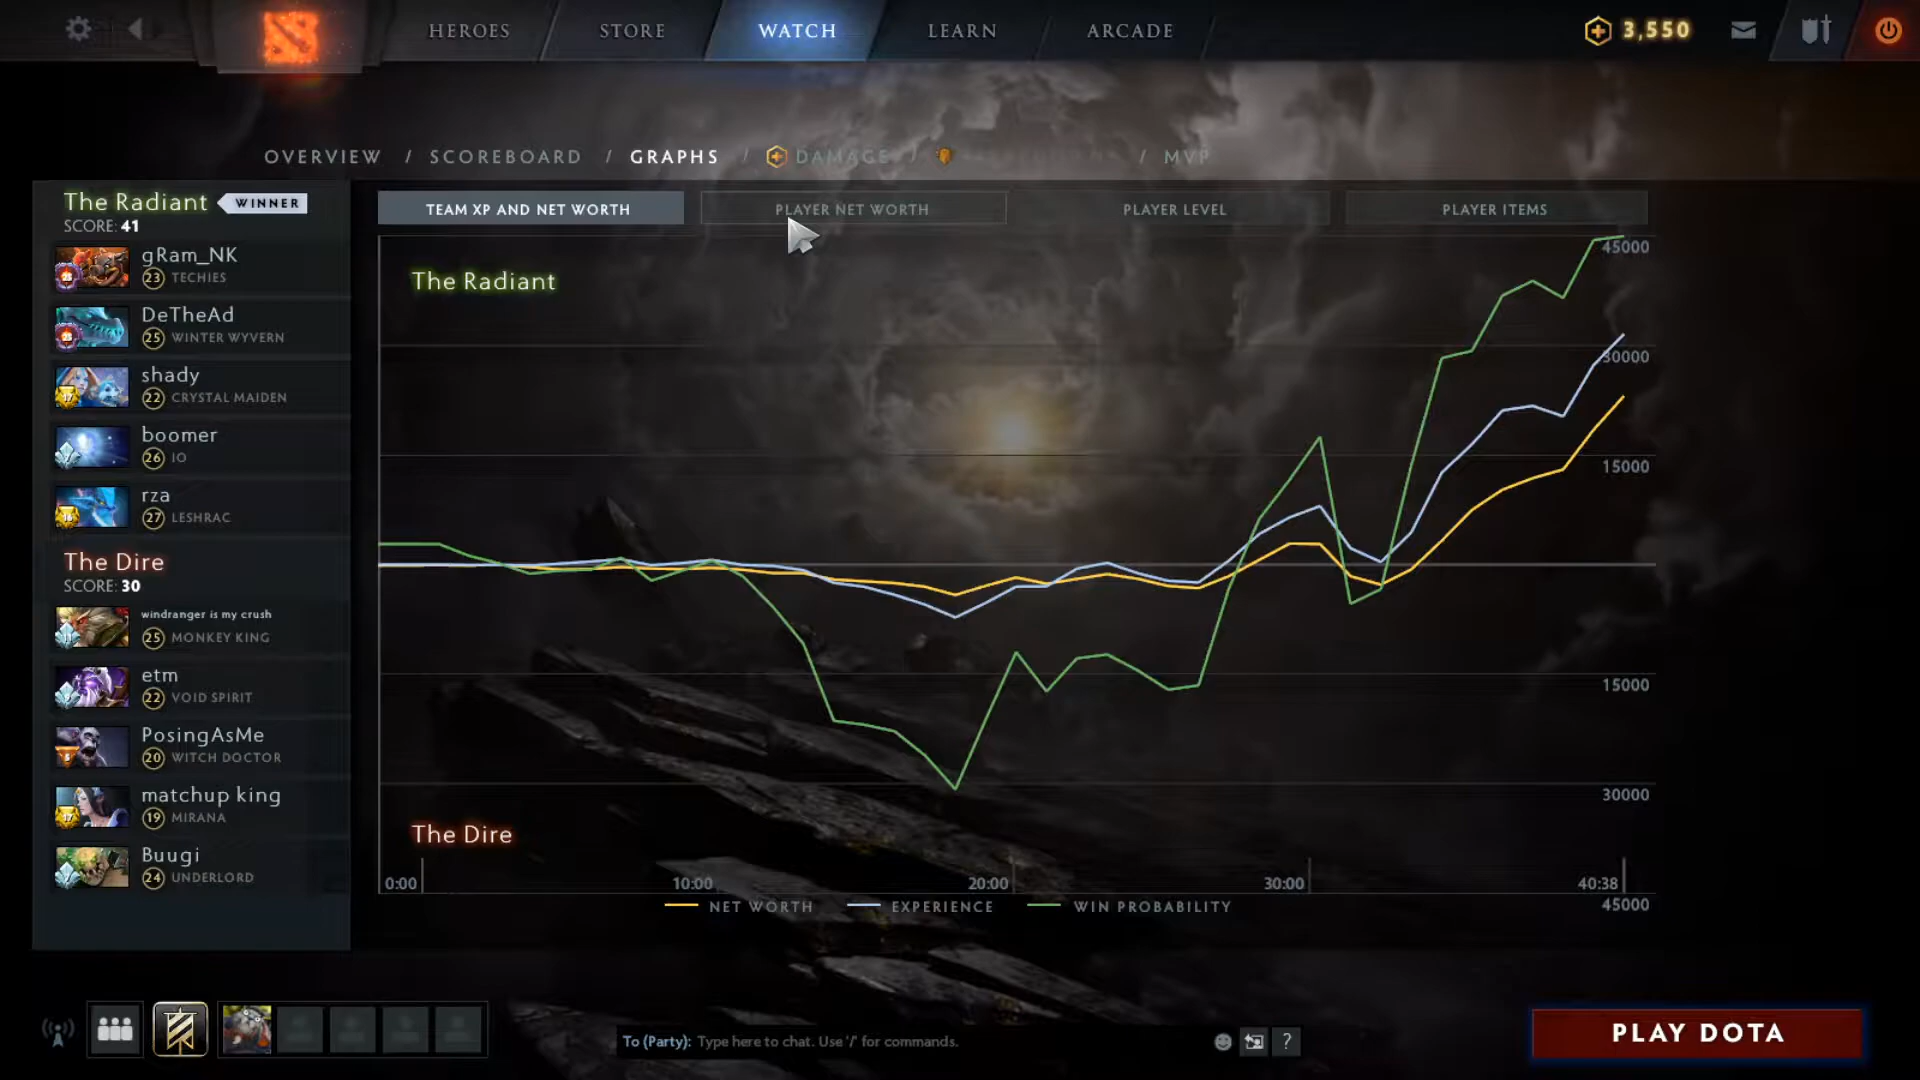 HEROES
STORE
WATCH
LEARN
ARCADE
3,550
OVERVIEW / SCOREBOARD / GRAPHS / DAMAGE / / MVP
The Radiant WINNER
SCORE: 41
gRam_NK
23 TECHIES
DeTheAd
25 WINTER WYVERN
shady
22 CRYSTAL MAIDEN
boomer
26 IO
rza
27 LESHRAC
The Dire
SCORE: 30
windranger is my crush
25 MONKEY KING
etm
22 VOID SPIRIT
PosingAsMe
20 WITCH DOCTOR
matchup king
19 MIRANA
Buugi
24 UNDERLORD
TEAM XP AND NET WORTH
PLAYER NET WORTH
PLAYER LEVEL
PLAYER ITEMS
The Radiant
45000
30000
15000
15000
30000
The Dire
0:00 10:00 20:00 30:00 40:38
45000
NET WORTH EXPERIENCE WIN PROBABILITY
To (Party): Type here to chat. Use '/' for commands.
?
PLAY DOTA